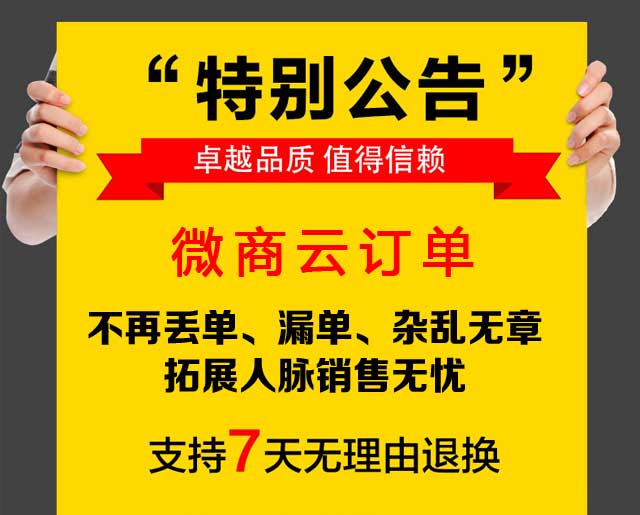 “特别公告”
卓越品质 值得信赖
微商云订单
不再丢单、漏单、杂乱无章
拓展人脉销售无忧
支持7天无理由退换